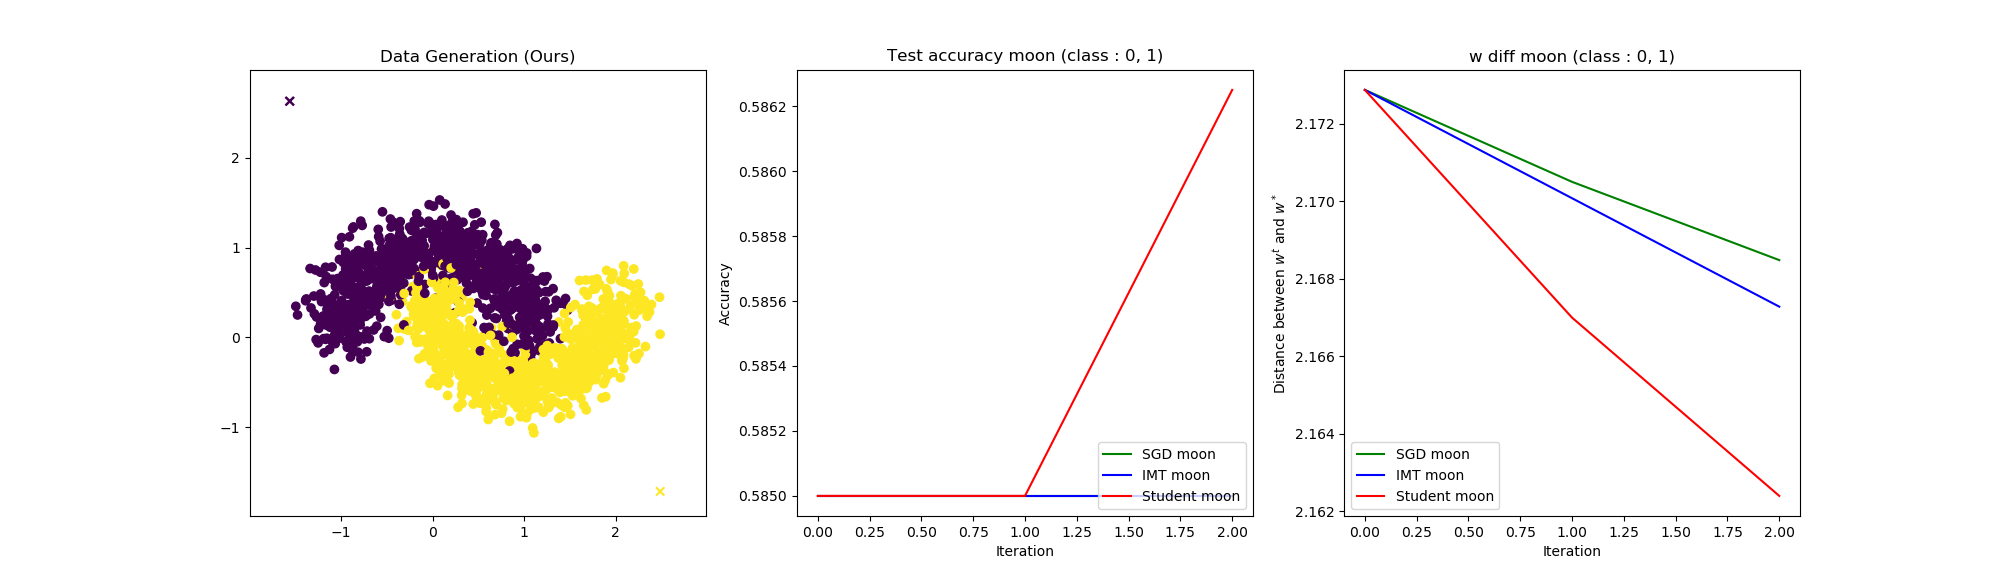 Data Generation (Ours)
2
1
0
−1
−1
0
1
2
Test accuracy moon (class : 0, 1)
Accuracy
0.5862
0.5860
0.5858
0.5856
0.5854
0.5852
0.5850
SGD moon
IMT moon
Student moon
0.00 0.25 0.50 0.75 1.00 1.25 1.50 1.75 2.00
Iteration
w diff moon (class : 0, 1)
Distance between w^t and w^*
2.172
2.170
2.168
2.166
2.164
2.162
SGD moon
IMT moon
Student moon
0.00 0.25 0.50 0.75 1.00 1.25 1.50 1.75 2.00
Iteration